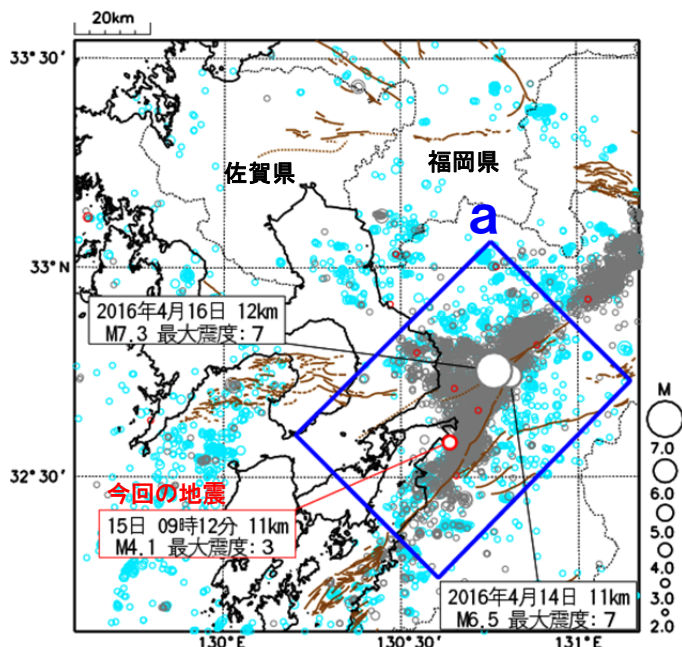 20km
33°30'
佐賀県
福岡県
a
33°N
2016年4月16日 12km
M7.3 最大震度:7
32°30'
今回の地震
15日 09時12分 11km
M4.1 最大震度:3
2016年4月14日 11km
M6.5 最大震度:7
M
7.0
6.0
5.0
4.0
3.0
2.0
130°E
130°30'
131°E